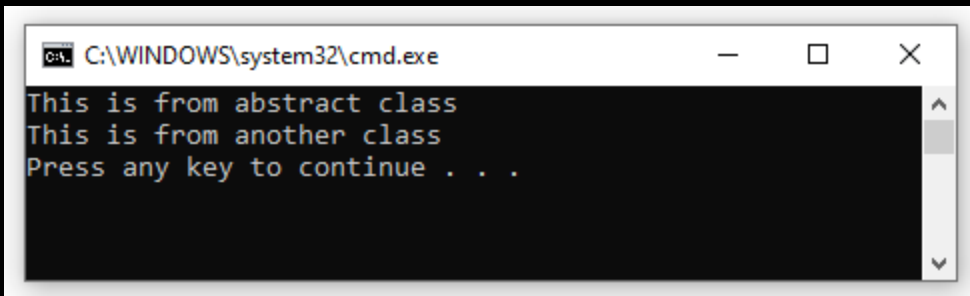 C:\WINDOWS\system32\cmd.exe
This is from abstract class
This is from another class
Press any key to continue . . .